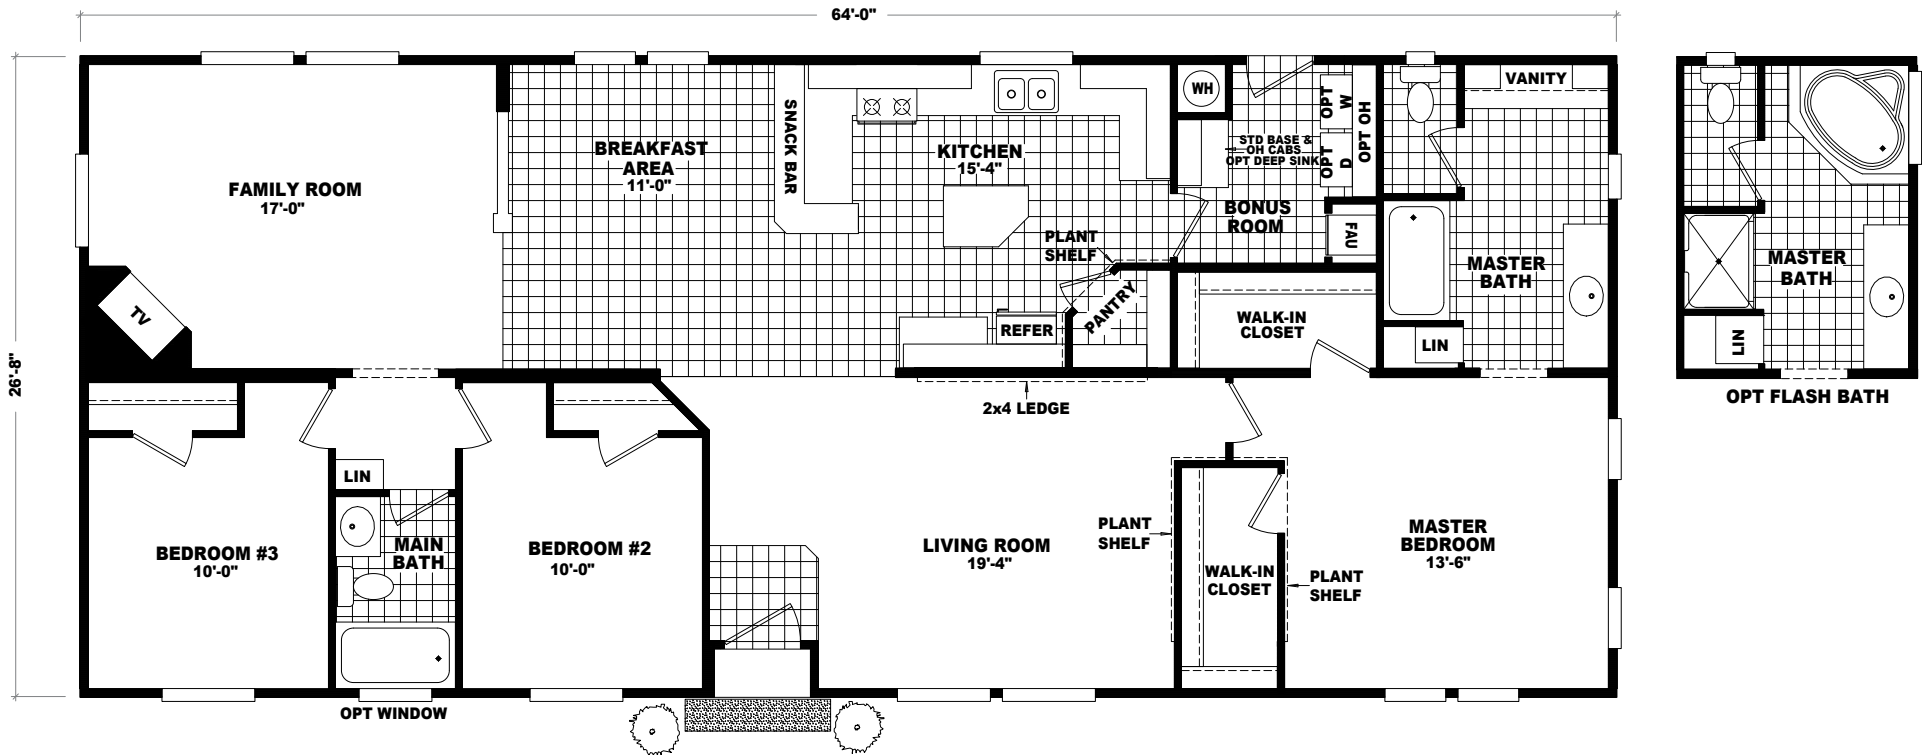 64'-0"
26'-8"
FAMILY ROOM
17'-0"
TV
BREAKFAST
AREA
11'-0"
SNACK BAR
KITCHEN
15'-4"
PLANT
SHELF
PANTRY
REFER
WH
STD BASE &
OH CABS
OPT DEEP SINK
OPT
W
OPT
D
OPT OH
BONUS
ROOM
FAU
WALK-IN
CLOSET
VANITY
MASTER
BATH
LIN
MASTER
BATH
LIN
OPT FLASH BATH
2x4 LEDGE
BEDROOM #3
10'-0"
LIN
MAIN
BATH
OPT WINDOW
BEDROOM #2
10'-0"
LIVING ROOM
19'-4"
PLANT
SHELF
WALK-IN
CLOSET
PLANT
SHELF
MASTER
BEDROOM
13'-6"